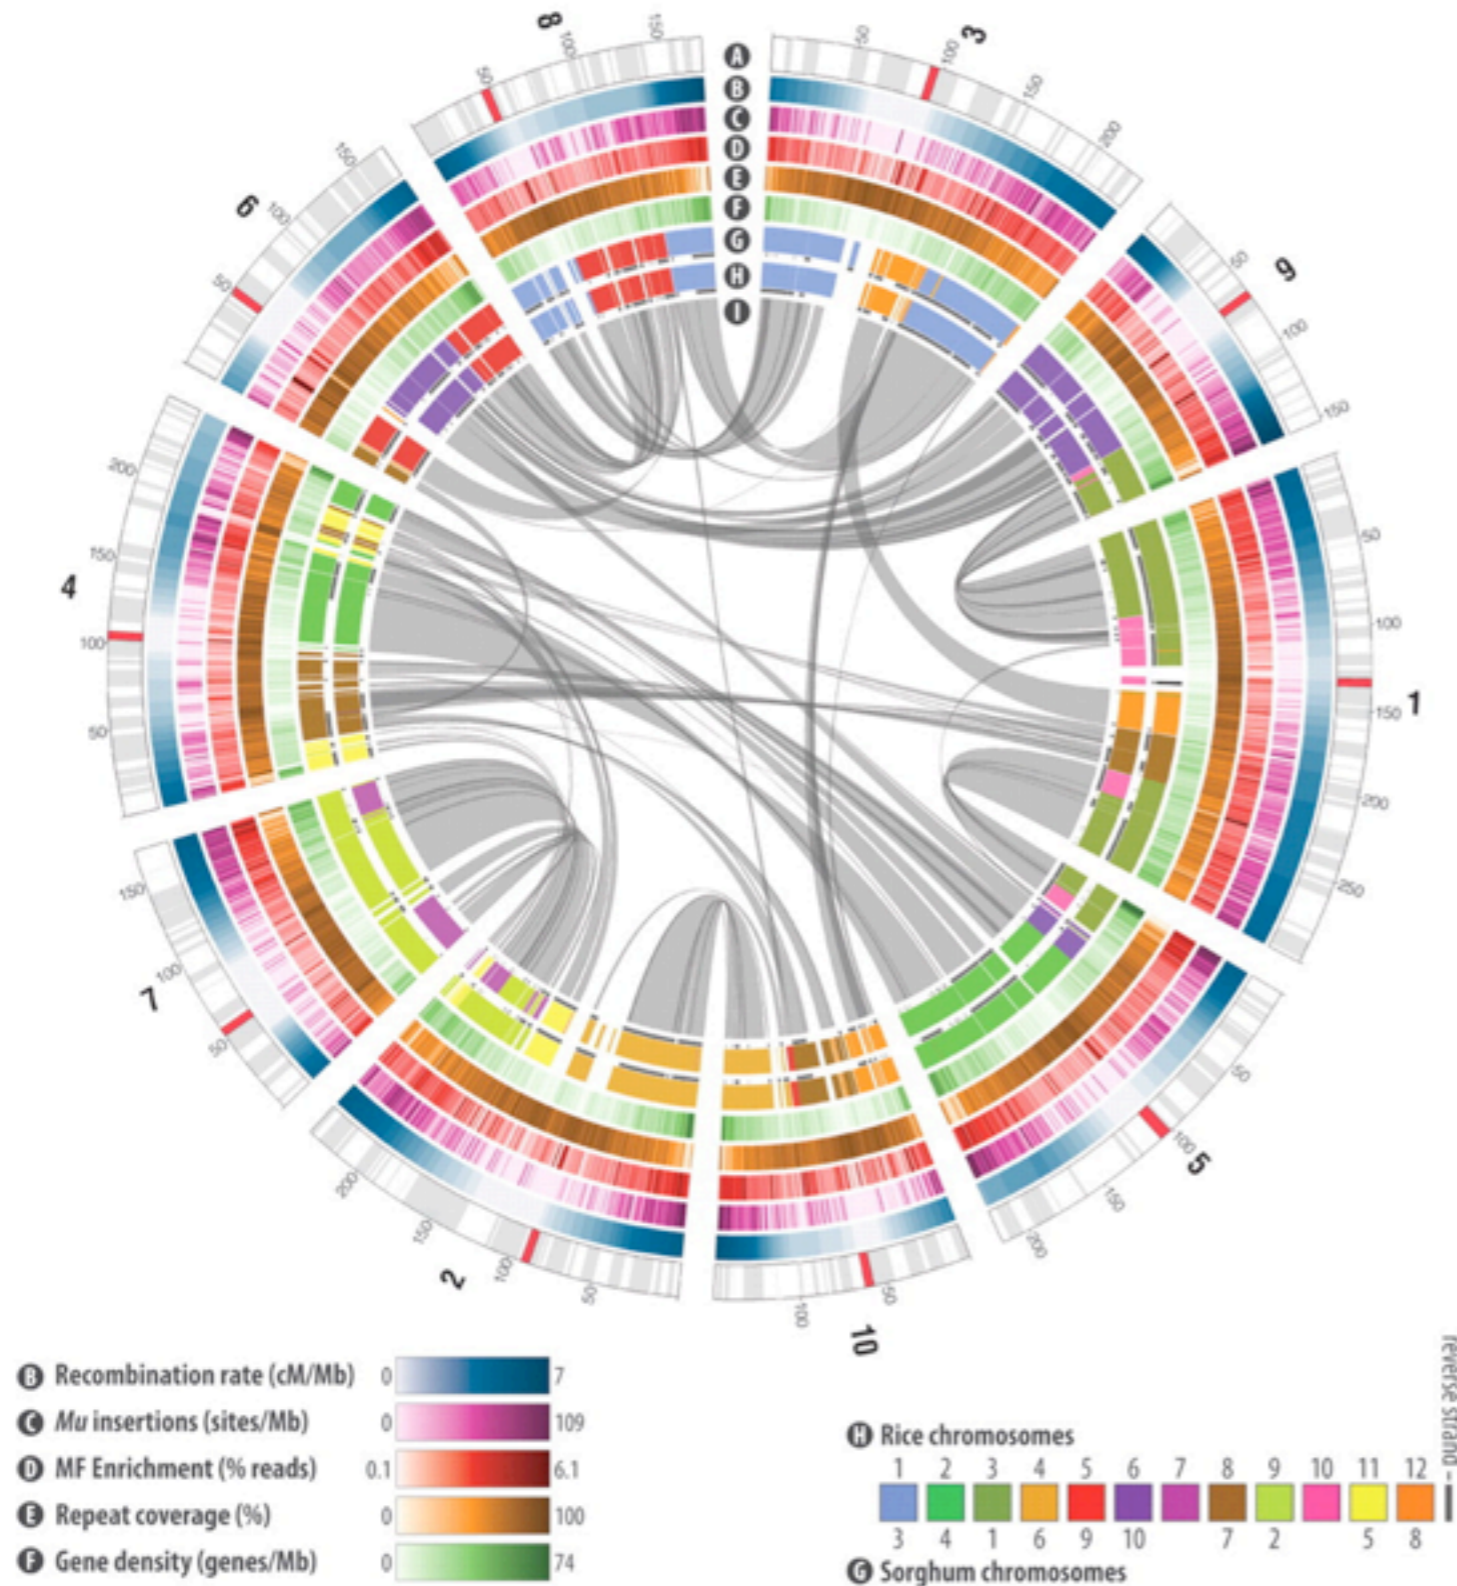 8
3
50
100
150
50
100
150
200
A
B
C
D
E
F
G
H
I
6
50
100
150
9
50
100
150
4
50
100
150
200
1
50
100
150
200
250
7
50
100
150
5
50
100
150
200
2
50
100
150
200
10
50
100
B Recombination rate (cM/Mb) 0 7
C Mu insertions (sites/Mb) 0 109
D MF Enrichment (% reads) 0.1 6.1
E Repeat coverage (%) 0 100
F Gene density (genes/Mb) 0 74
H Rice chromosomes
1 2 3 4 5 6 7 8 9 10 11 12
3 4 1 6 9 10 7 2 5 8
G Sorghum chromosomes
reverse strand –